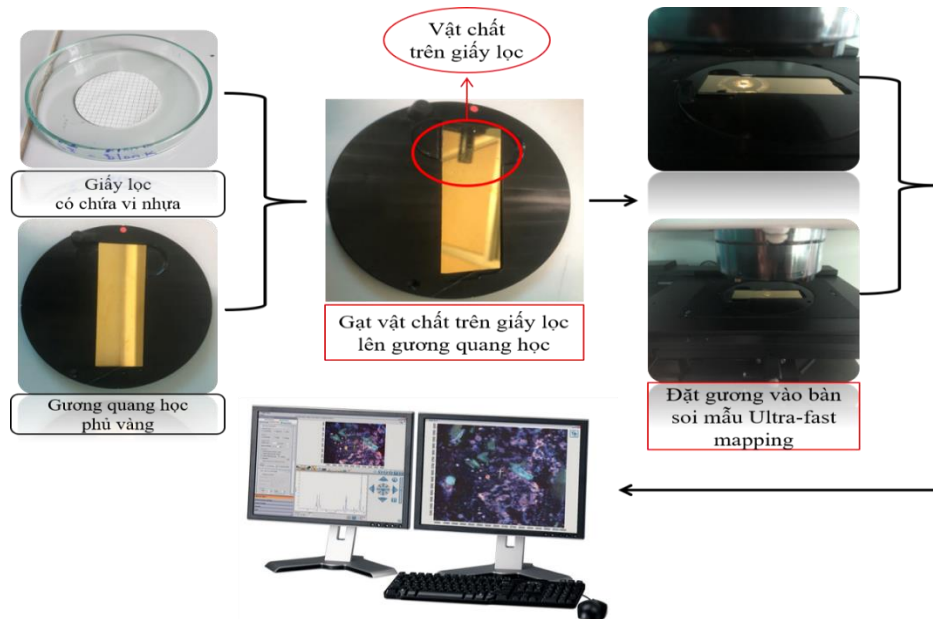 Vật chất
trên giấy lọc
Giấy lọc
có chứa vi nhựa
Gạt vật chất trên giấy lọc
lên gương quang học
Gương quang học
phủ vàng
Đặt gương vào bàn
soi mẫu Ultra-fast
mapping